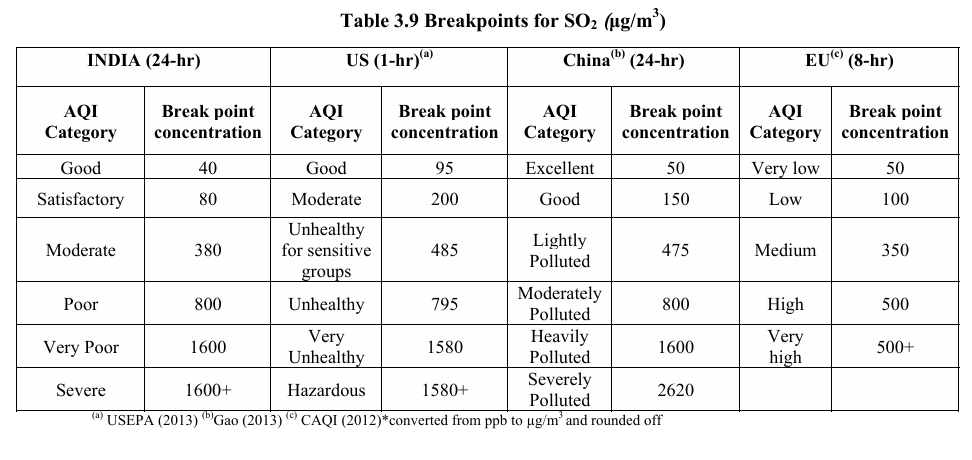 Table 3.9 Breakpoints for SO₂ (µg/m³)
INDIA (24-hr) US (1-hr)⁽ᵃ⁾ China⁽ᵇ⁾ (24-hr) EU⁽ᶜ⁾ (8-hr)
AQI Category Break point concentration AQI Category Break point concentration AQI Category Break point concentration AQI Category Break point concentration
Good 40 Good 95 Excellent 50 Very low 50
Satisfactory 80 Moderate 200 Good 150 Low 100
Moderate 380 Unhealthy for sensitive groups 485 Lightly Polluted 475 Medium 350
Poor 800 Unhealthy 795 Moderately Polluted 800 High 500
Very Poor 1600 Very Unhealthy 1580 Heavily Polluted 1600 Very high 500+
Severe 1600+ Hazardous 1580+ Severely Polluted 2620
⁽ᵃ⁾ USEPA (2013) ⁽ᵇ⁾Gao (2013) ⁽ᶜ⁾ CAQI (2012)*converted from ppb to µg/m³ and rounded off